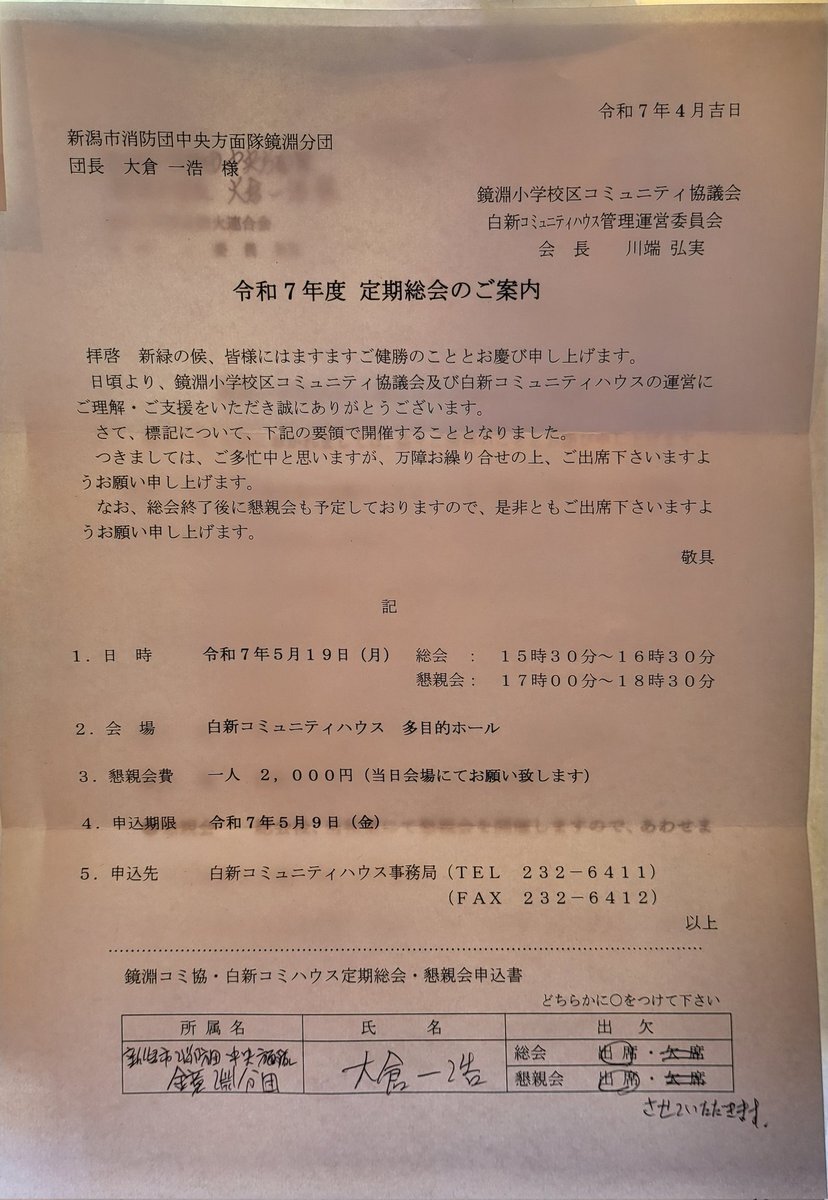 令和７年４月吉日
新潟市消防団中央方面隊鏡淵分団
団長　大倉 一浩　様
鏡淵小学校区コミュニティ協議会
白新コミュニティハウス管理運営委員会
会　長　　川端 弘実
令和７年度 定期総会のご案内
拝啓　新緑の候、皆様にはますますご健勝のこととお慶び申し上げます。
日頃より、鏡淵小学校区コミュニティ協議会及び白新コミュニティハウスの運営に
ご理解・ご支援をいただき誠にありがとうございます。
さて、標記について、下記の要領で開催することとなりました。
つきましては、ご多忙中と思いますが、万障お繰り合せの上、ご出席下さいますよ
うお願い申し上げます。
なお、総会終了後に懇親会も予定しておりますので、是非ともご出席下さいますよ
うお願い申し上げます。
敬具
記
１．日　時　　令和７年５月１９日（月）　総会　：　１５時３０分～１６時３０分
懇親会：　１７時００分～１８時３０分
２．会　場　　白新コミュニティハウス　多目的ホール
３．懇親会費　　一人　２，０００円（当日会場にてお願い致します）
４．申込期限　　令和７年５月９日（金）
５．申込先　　白新コミュニティハウス事務局（ＴＥＬ　２３２－６４１１）
（ＦＡＸ　２３２－６４１２）
以上
鏡淵コミ協・白新コミハウス定期総会・懇親会申込書
どちらかに○をつけて下さい
所属名　氏　名　出　欠
新潟市消防団中央方面隊
鏡淵分団　大倉一浩
総会　出席・欠席
懇親会　出席・欠席
させていただきます。